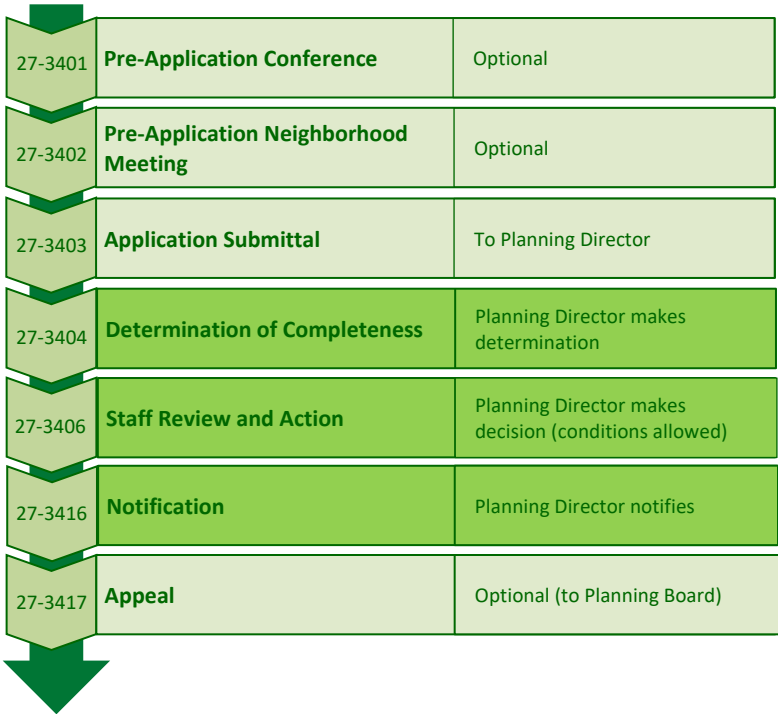 27-3401
Pre-Application Conference
Optional
27-3402
Pre-Application Neighborhood
Meeting
Optional
27-3403
Application Submittal
To Planning Director
27-3404
Determination of Completeness
Planning Director makes
determination
27-3406
Staff Review and Action
Planning Director makes
decision (conditions allowed)
27-3416
Notification
Planning Director notifies
27-3417
Appeal
Optional (to Planning Board)